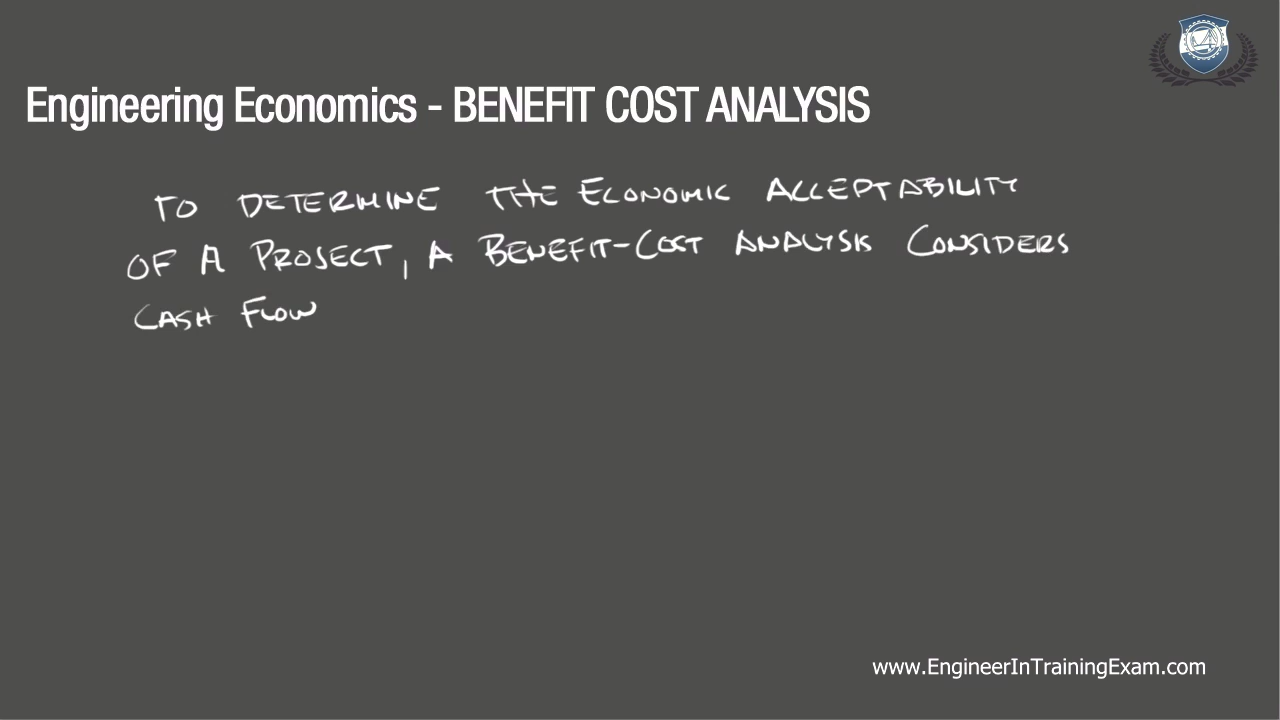 Engineering Economics - BENEFIT COST ANALYSIS
TO DETERMINE THE ECONOMIC ACCEPTABILITY
OF A PROJECT, A BENEFIT-COST ANALYSIS CONSIDERS
CASH FLOW
www.EngineerInTrainingExam.com